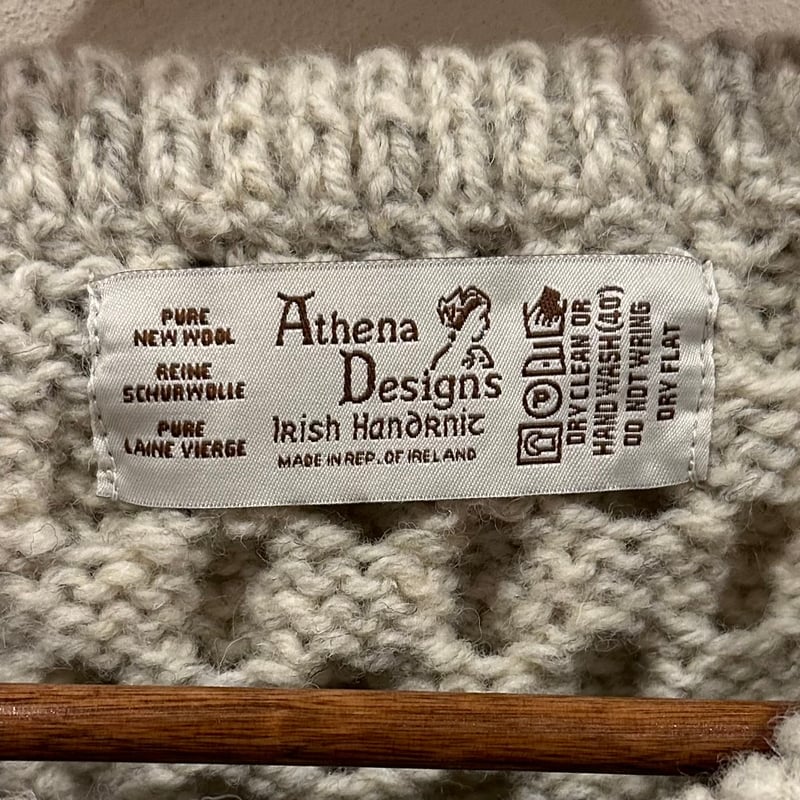 PURE
NEW WOOL
REINE
SCHURWOLLE
PURE
LAINE VIERGE
Athena
Designs
Irish Handknit
MADE IN REP. OF IRELAND
P
DRY CLEAN OR
HAND WASH (40)
DO NOT WRING
DRY FLAT